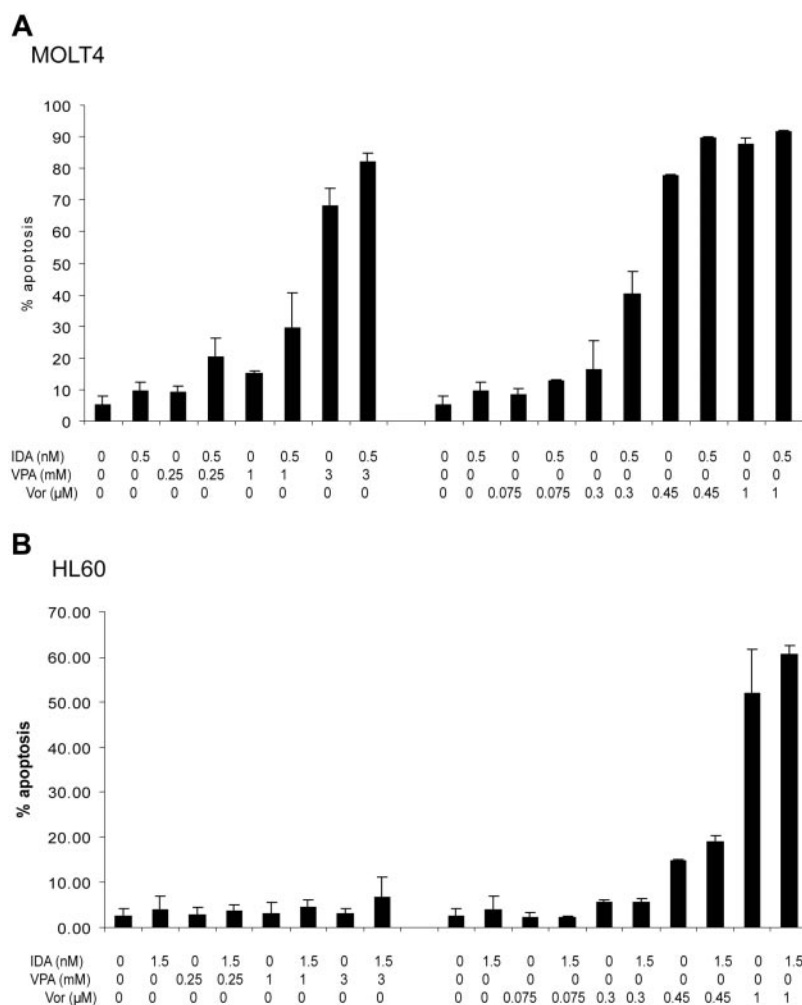 A
MOLT4
100
90
80
70
60
50
40
30
20
10
0
% apoptosis
IDA (nM) 0 0.5 0 0.5 0 0.5 0 0.5 0 0.5 0 0.5 0 0.5 0 0.5 0 0.5
VPA (mM) 0 0 0.25 0.25 1 1 3 3 0 0 0 0 0 0 0 0 0 0
Vor (µM) 0 0 0 0 0 0 0 0 0 0 0.075 0.075 0.3 0.3 0.45 0.45 1 1
B
HL60
70.00
60.00
50.00
40.00
30.00
20.00
10.00
0.00
% apoptosis
IDA (nM) 0 1.5 0 1.5 0 1.5 0 1.5 0 1.5 0 1.5 0 1.5 0 1.5 0 1.5
VPA (mM) 0 0 0.25 0.25 1 1 3 3 0 0 0 0 0 0 0 0 0 0
Vor (µM) 0 0 0 0 0 0 0 0 0 0 0.075 0.075 0.3 0.3 0.45 0.45 1 1